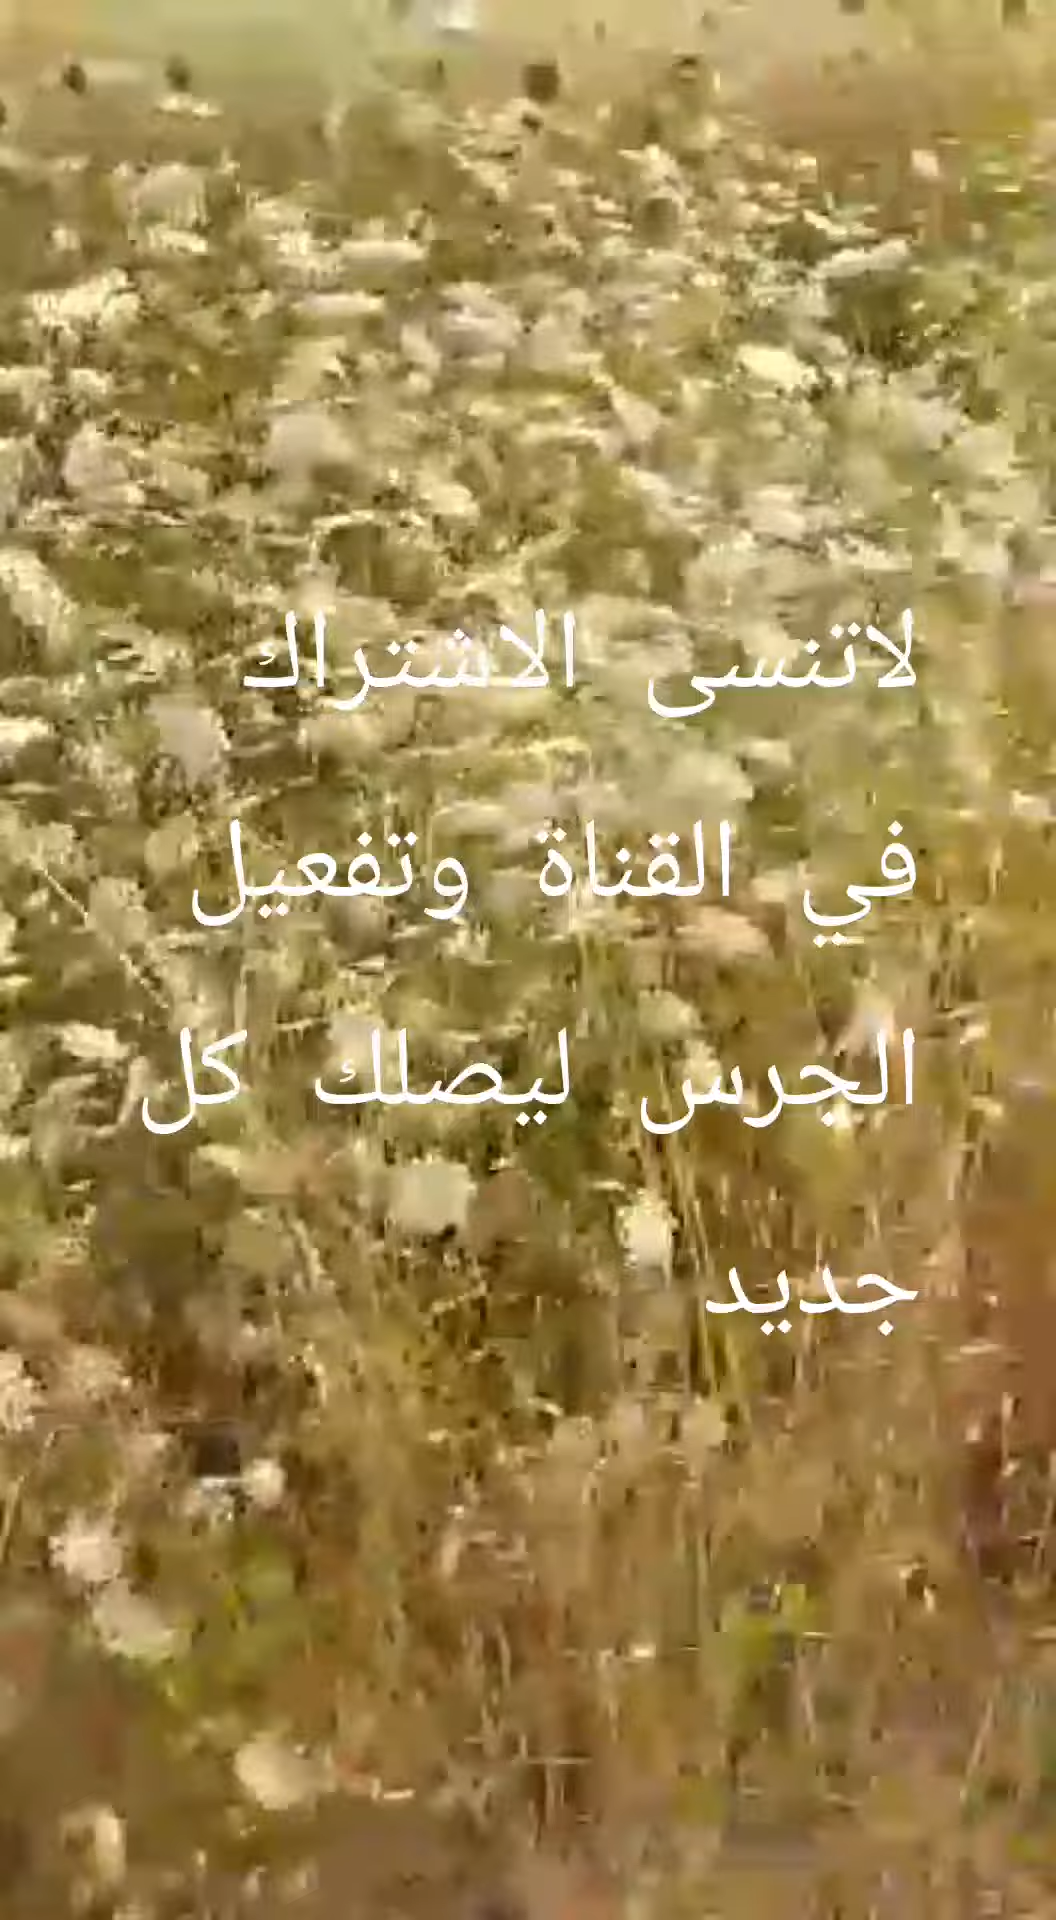 لاتنسى الاشتراك
في القناة وتفعيل
الجرس ليصلك كل
جديد